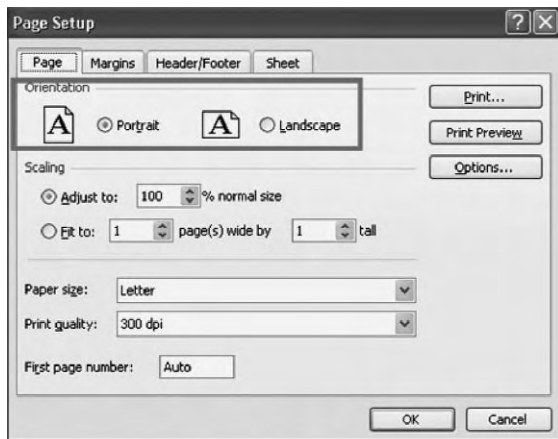 Page Setup
Page Margins Header/Footer Sheet
Orientation
A Portrait A Landscape
Print...
Print Preview
Scaling
Options...
Adjust to: 100 % normal size
Fit to: 1 page(s) wide by 1 tall
Paper size: Letter
Print quality: 300 dpi
First page number: Auto
OK Cancel